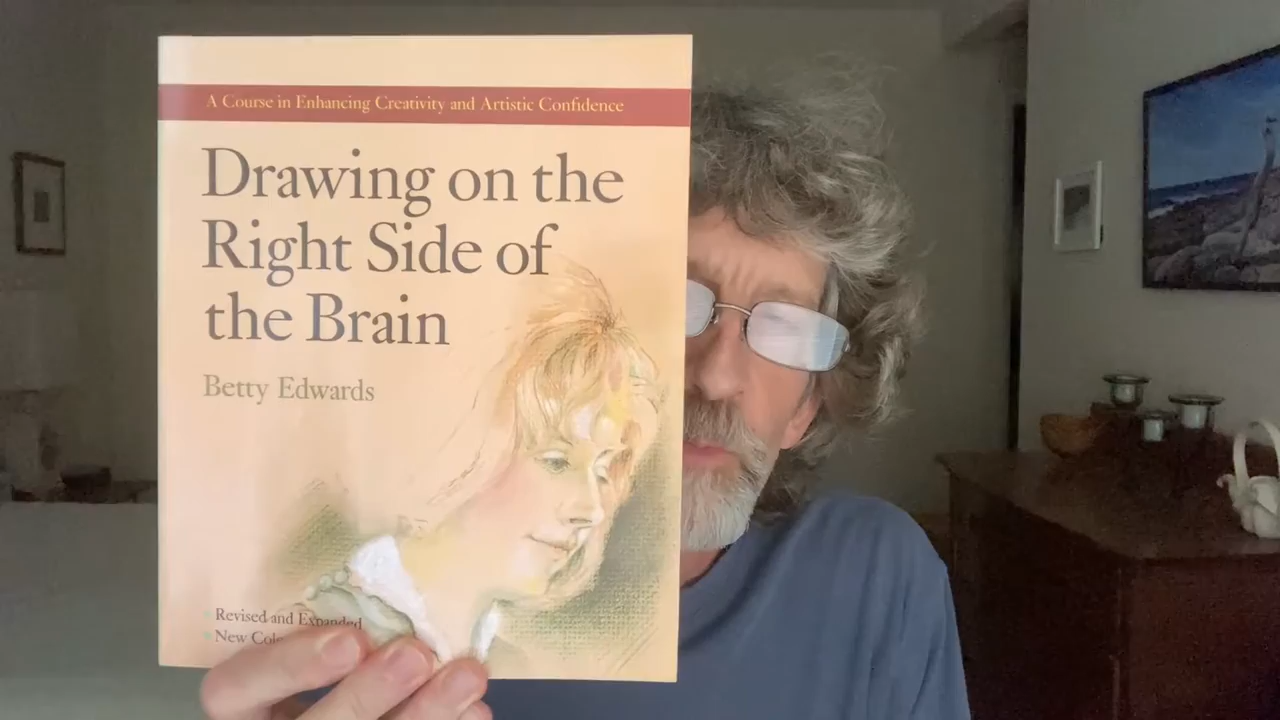 A Course in Enhancing Creativity and Artistic Confidence
Drawing on the
Right Side of
the Brain
Betty Edwards
Revised and Expanded
New